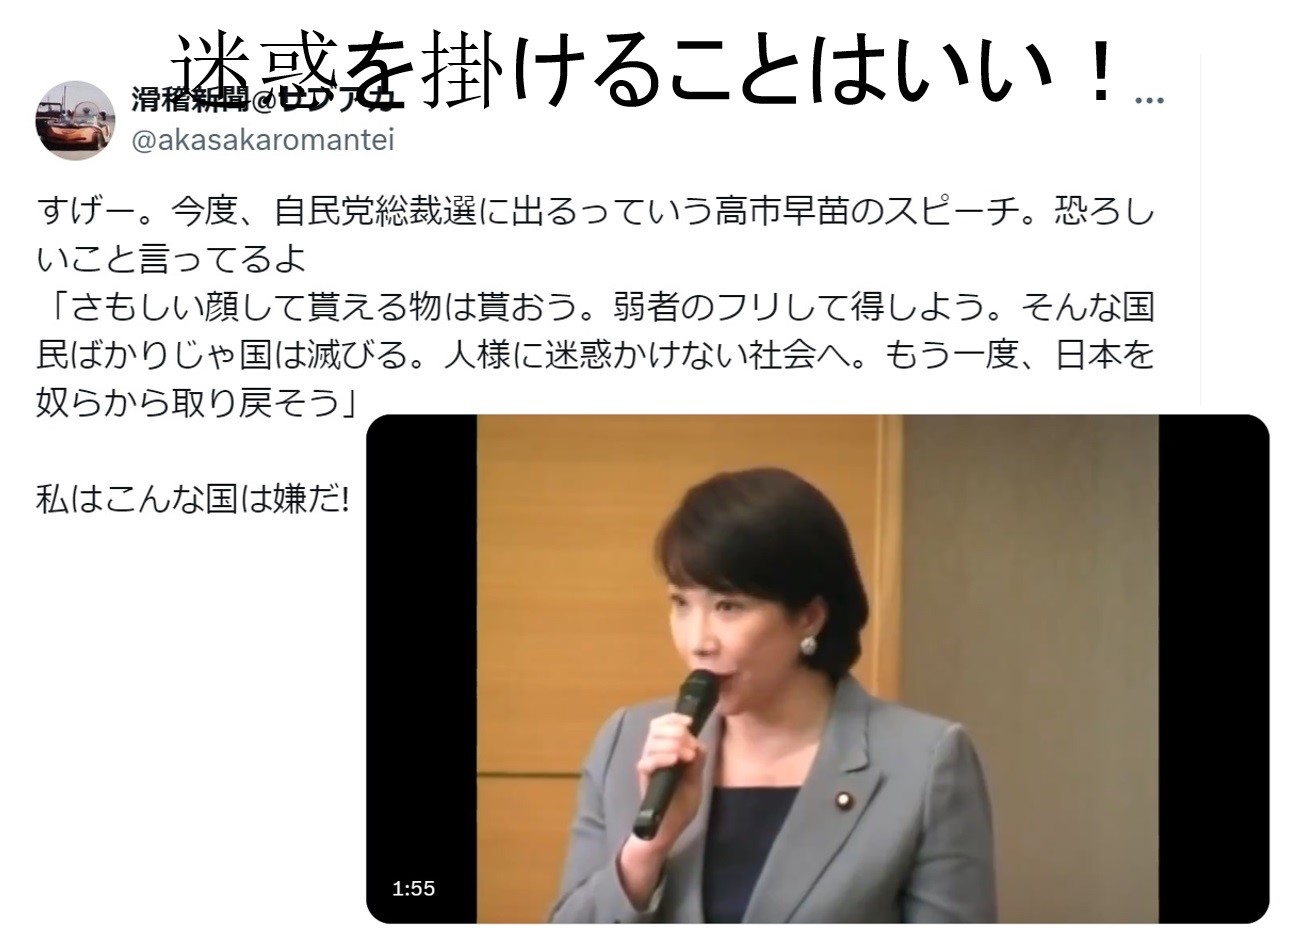 迷惑を掛けることはいい！
滑稽新聞@サヅアカ
@akasakaromantei
すげー。今度、自民党総裁選に出るっていう高市早苗のスピーチ。恐ろし
いこと言ってるよ
「さもしい顔して貰える物は貰おう。弱者のフリして得しよう。そんな国
民ばかりじゃ国は滅びる。人様に迷惑かけない社会へ。もう一度、日本を
奴らから取り戻そう」
私はこんな国は嫌だ!
1:55